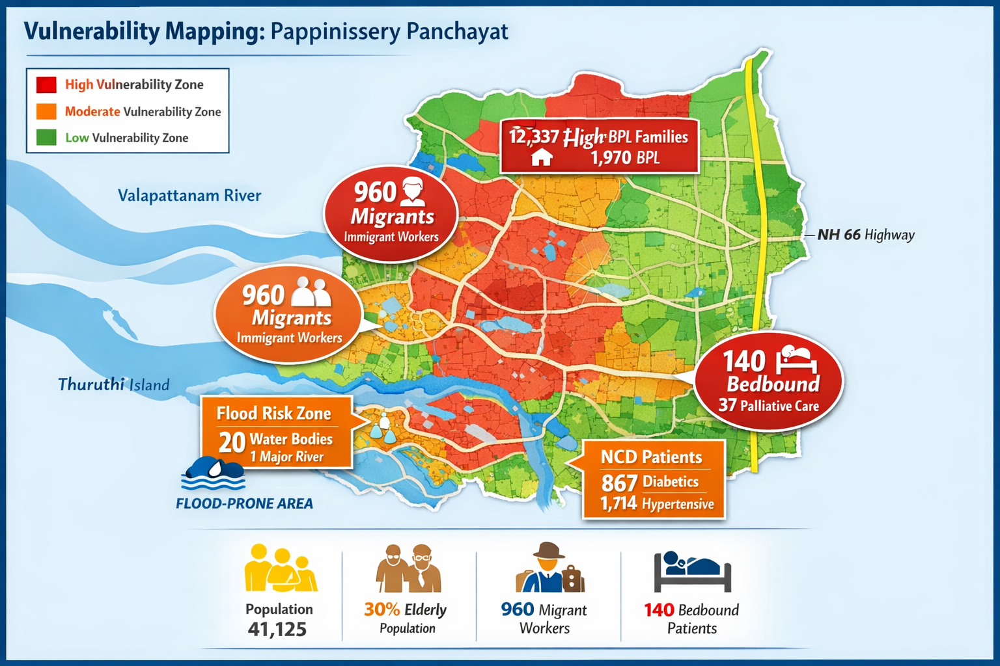 Vulnerability Mapping: Pappinissery Panchayat
High Vulnerability Zone
Moderate Vulnerability Zone
Low Vulnerability Zone
12,337 High BPL Families
1,970 BPL
960
Migrants
Immigrant Workers
Valapattanam River
NH 66 Highway
960
Migrants
Immigrant Workers
140
Bedbound
37 Palliative Care
Thuruthi Island
Flood Risk Zone
20 Water Bodies
1 Major River
FLOOD-PRONE AREA
NCD Patients
867 Diabetics
1,714 Hypertensive
Population
41,125
30% Elderly
Population
960 Migrant
Workers
140 Bedbound
Patients